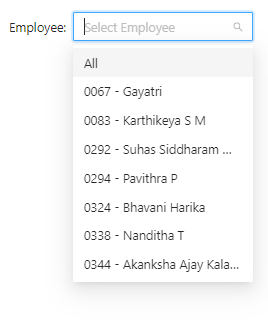 Employee: Select Employee
All
0067 - Gayatri
0083 - Karthikeya S M
0292 - Suhas Siddharam ...
0294 - Pavithra P
0324 - Bhavani Harika
0338 - Nanditha T
0344 - Akanksha Ajay Kala...